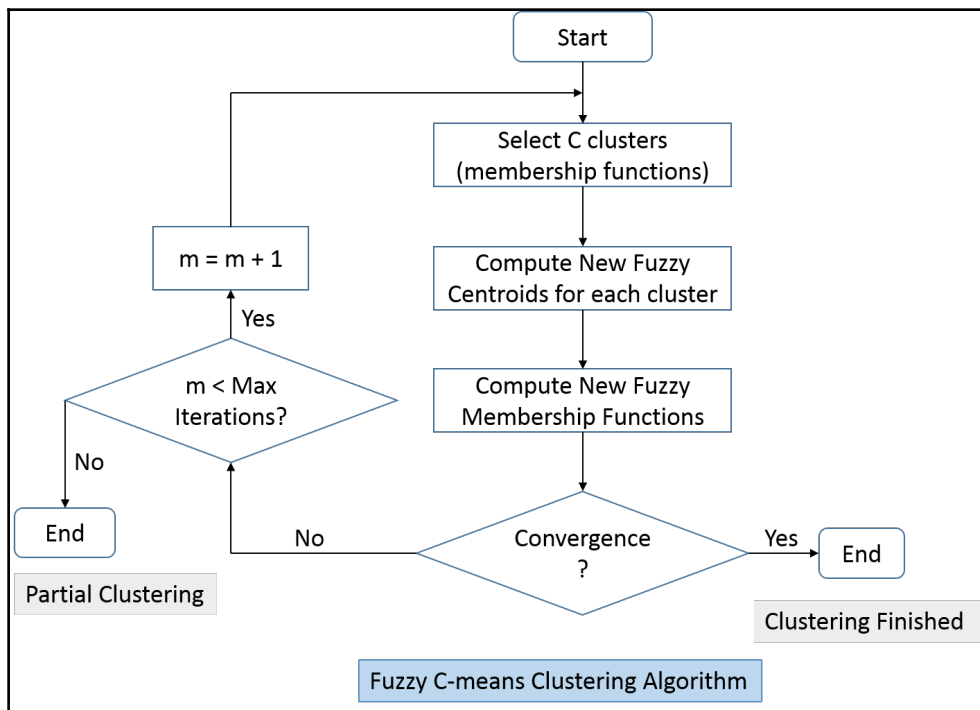 Start
Select C clusters
(membership functions)
m = m + 1
Compute New Fuzzy
Centroids for each cluster
Yes
m < Max
Iterations?
Compute New Fuzzy
Membership Functions
No
End
No
Convergence
?
Yes
End
Partial Clustering
Clustering Finished
Fuzzy C-means Clustering Algorithm